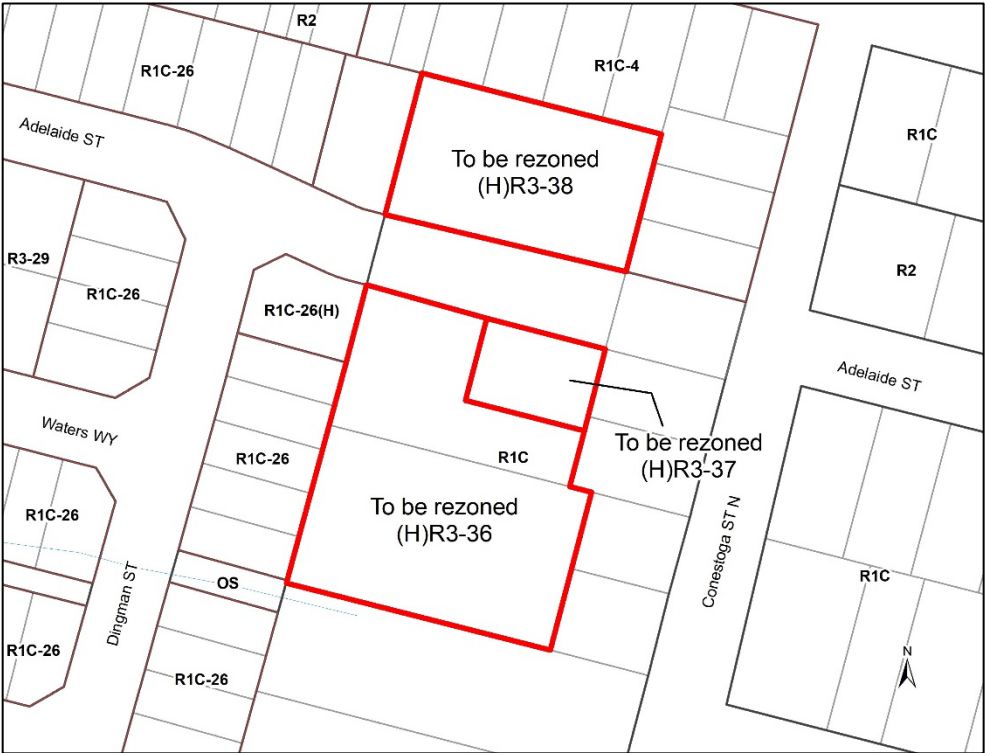 R2
R1C-26
R1C-4
Adelaide ST
R1C
To be rezoned
(H)R3-38
R3-29
R1C-26
R2
R1C-26(H)
Adelaide ST
Waters WY
To be rezoned
(H)R3-37
R1C-26
R1C
To be rezoned
(H)R3-36
R1C-26
Conestoga ST N
R1C
OS
Dingman ST
R1C-26
R1C-26
N